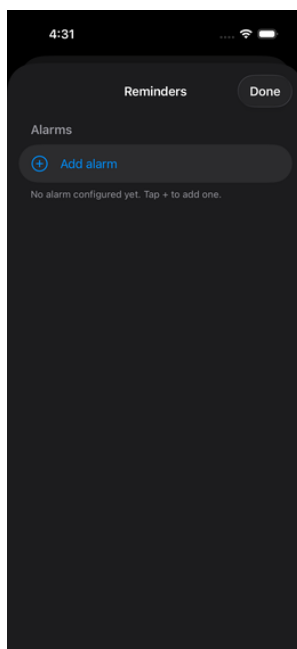 4:31
Reminders
Done
Alarms
Add alarm
No alarm configured yet. Tap + to add one.